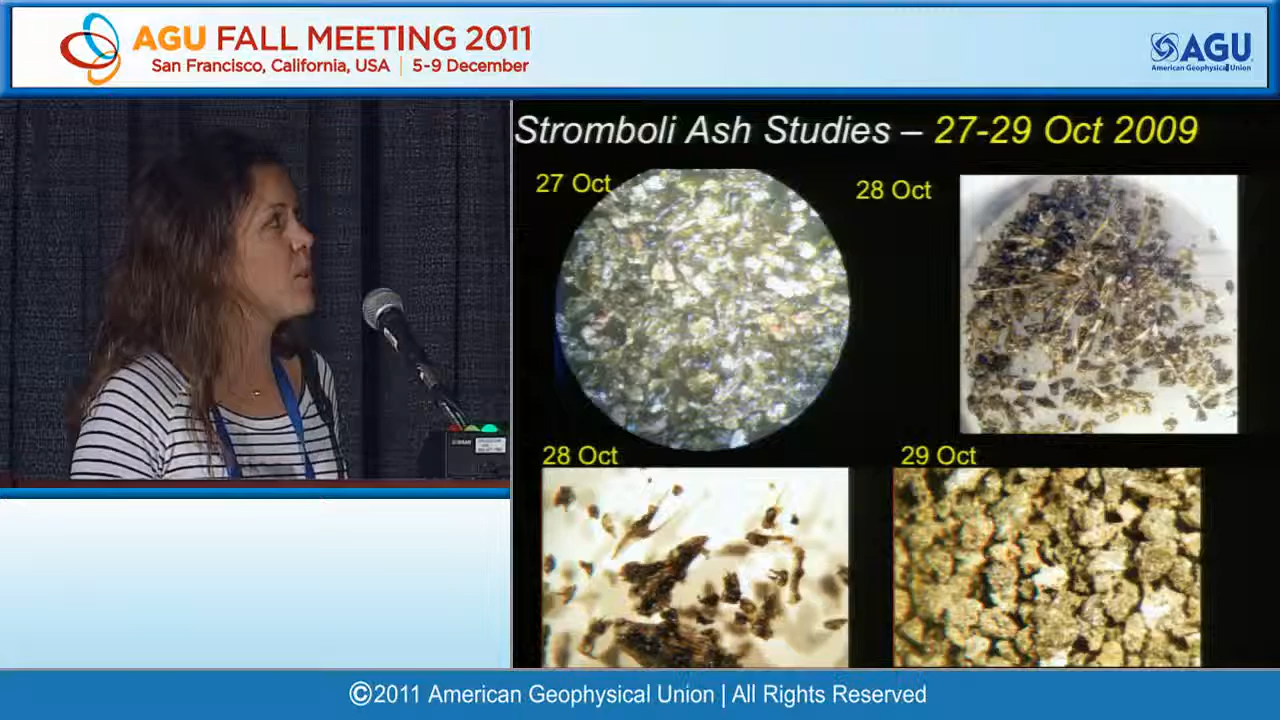 AGU FALL MEETING 2011
San Francisco, California, USA | 5-9 December
AGU
American Geophysical Union
Stromboli Ash Studies – 27-29 Oct 2009
27 Oct
28 Oct
28 Oct
29 Oct
©2011 American Geophysical Union | All Rights Reserved